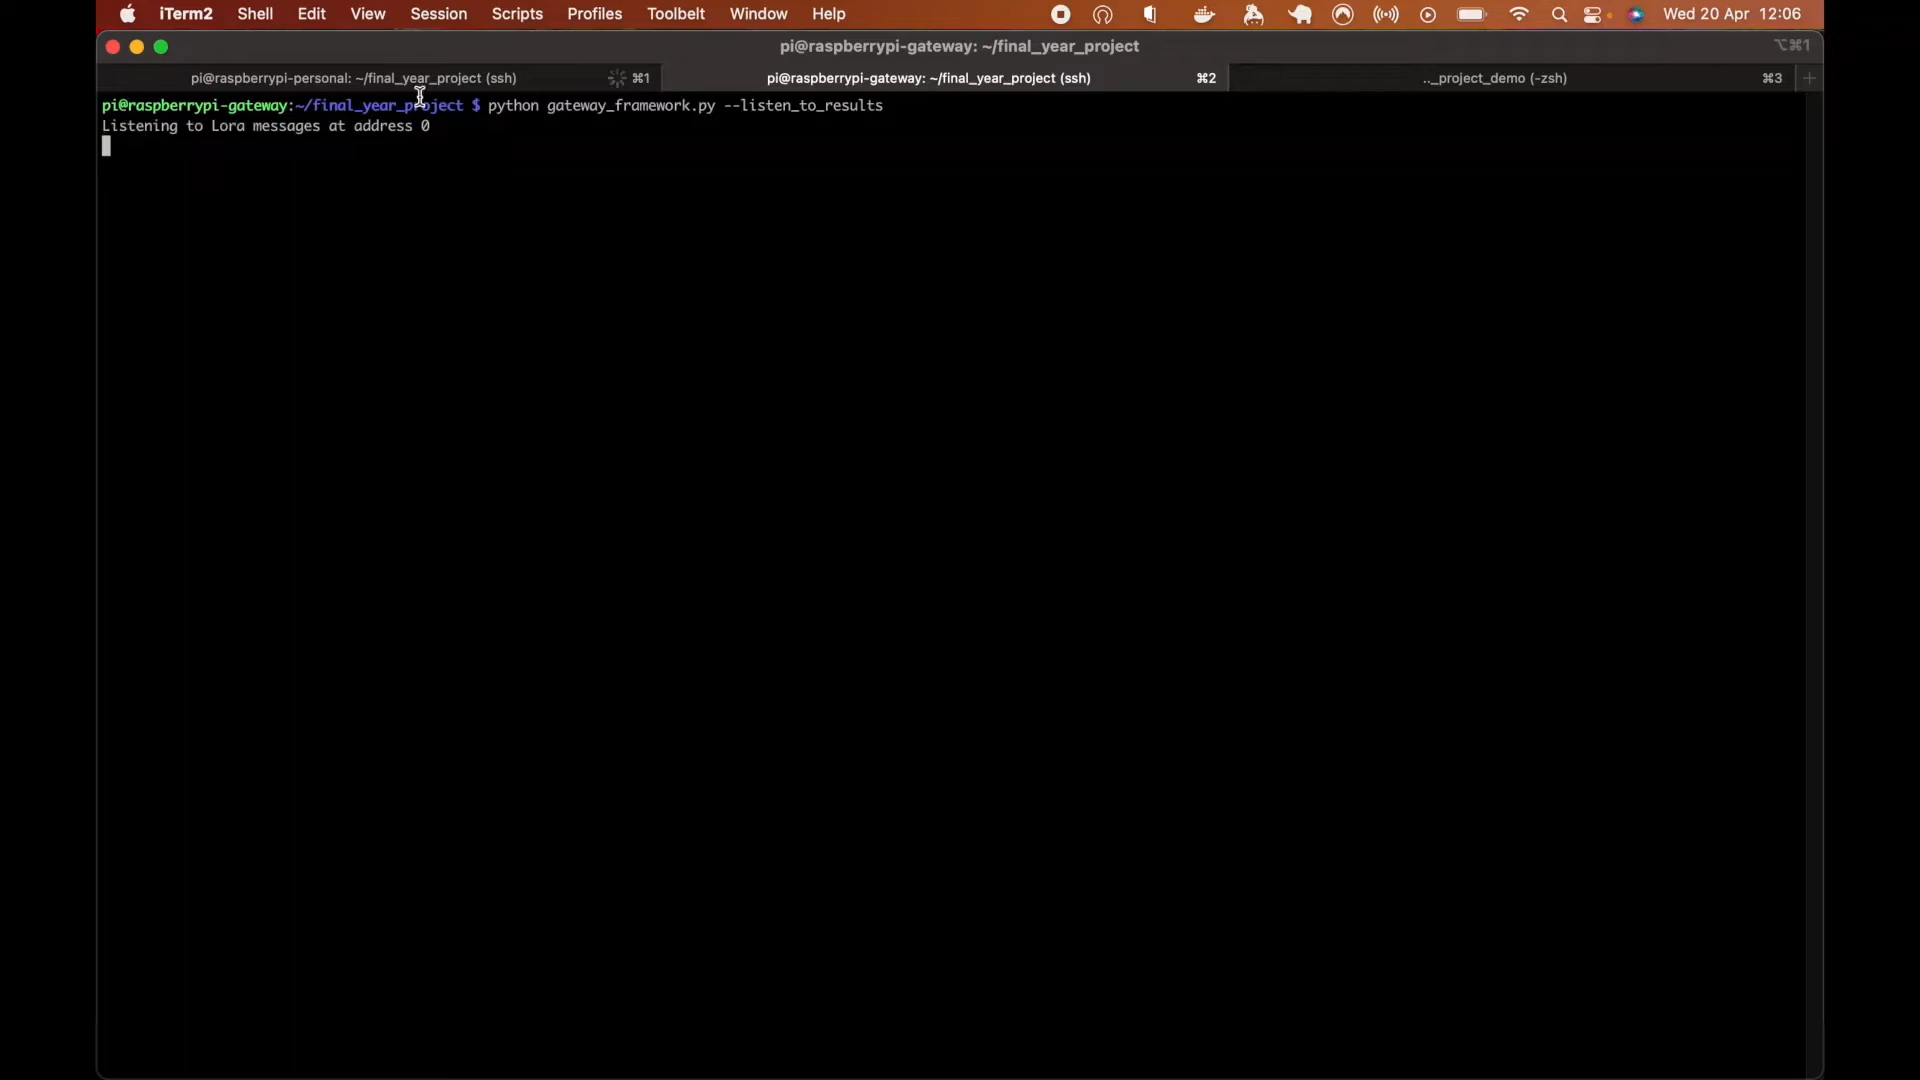 iTerm2 Shell Edit View Session Scripts Profiles Toolbelt Window Help Wed 20 Apr 12:06
pi@raspberrypi-gateway: ~/final_year_project ⌥⌘1
pi@raspberrypi-personal: ~/final_year_project (ssh) ⌘1 pi@raspberrypi-gateway: ~/final_year_project (ssh) ⌘2 .._project_demo (-zsh) ⌘3 +
pi@raspberrypi-gateway:~/final_year_project $ python gateway_framework.py --listen_to_results
Listening to Lora messages at address 0